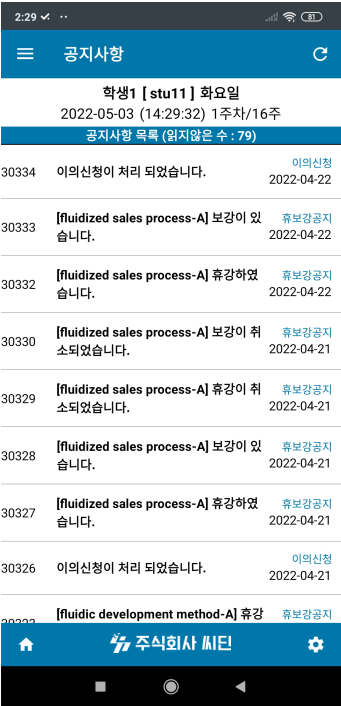 2:29
81
공지사항
학생1 [ stu11 ] 화요일
2022-05-03 (14:29:32) 1주차/16주
공지사항 목록 (읽지않은 수 : 79)
30334 이의신청이 처리 되었습니다. 이의신청
2022-04-22
30333 [fluidized sales process-A] 보강이 있 휴보강공지
습니다. 2022-04-22
30332 [fluidized sales process-A] 휴강하였 휴보강공지
습니다. 2022-04-22
30330 [fluidized sales process-A] 보강이 취 휴보강공지
소되었습니다. 2022-04-21
30329 [fluidized sales process-A] 휴강이 취 휴보강공지
소되었습니다. 2022-04-21
30328 [fluidized sales process-A] 보강이 있 휴보강공지
습니다. 2022-04-21
30327 [fluidized sales process-A] 휴강하였 휴보강공지
습니다. 2022-04-21
30326 이의신청이 처리 되었습니다. 이의신청
2022-04-21
[fluidic development method-A] 휴강 휴보강공지
주식회사 씨틴